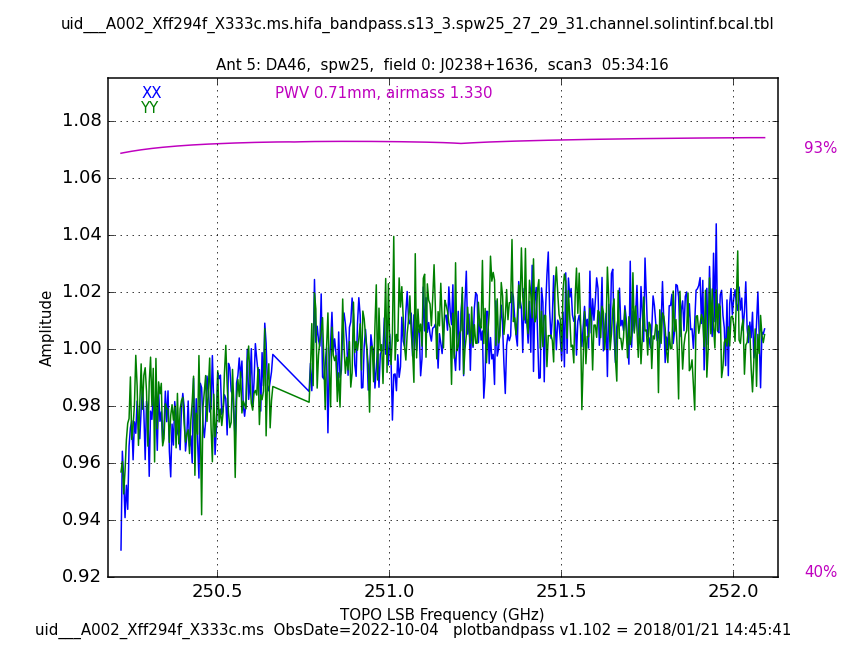 uid___A002_Xff294f_X333c.ms.hifa_bandpass.s13_3.spw25_27_29_31.channel.solintinf.bcal.tbl
Ant 5: DA46,  spw25,  field 0: J0238+1636,  scan3  05:34:16
XX
YY
PWV 0.71mm, airmass 1.330
93%
40%
1.08
1.06
1.04
1.02
1.00
0.98
0.96
0.94
0.92
Amplitude
250.5 251.0 251.5 252.0
TOPO LSB Frequency (GHz)
uid___A002_Xff294f_X333c.ms  ObsDate=2022-10-04   plotbandpass v1.102 = 2018/01/21 14:45:41